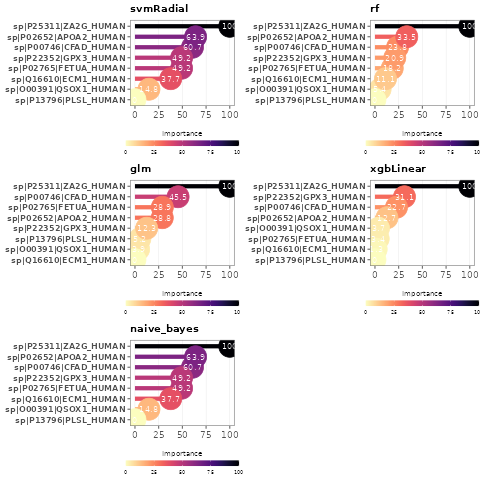 svmRadial
sp|P25311|ZA2G_HUMAN
100
sp|P02652|APOA2_HUMAN
63.9
sp|P00746|CFAD_HUMAN
60.7
sp|P22352|GPX3_HUMAN
49.2
sp|P02765|FETUA_HUMAN
49.2
sp|Q16610|ECM1_HUMAN
37.7
sp|O00391|QSOX1_HUMAN
14.8
sp|P13796|PLSL_HUMAN
0 25 50 75 100
importance
0 25 50 75 100
rf
sp|P25311|ZA2G_HUMAN
100
sp|P02652|APOA2_HUMAN
33.5
sp|P00746|CFAD_HUMAN
sp|P22352|GPX3_HUMAN
20.9
sp|P02765|FETUA_HUMAN
sp|Q16610|ECM1_HUMAN
sp|O00391|QSOX1_HUMAN
sp|P13796|PLSL_HUMAN
0 25 50 75 100
importance
0 25 50 75 100
glm
sp|P25311|ZA2G_HUMAN
100
sp|P00746|CFAD_HUMAN
45.5
sp|P02765|FETUA_HUMAN
28.9
sp|P02652|APOA2_HUMAN
28.8
sp|P22352|GPX3_HUMAN
12.3
sp|P13796|PLSL_HUMAN
sp|O00391|QSOX1_HUMAN
sp|Q16610|ECM1_HUMAN
0 25 50 75 100
importance
0 25 50 75 100
xgbLinear
sp|P25311|ZA2G_HUMAN
100
sp|P22352|GPX3_HUMAN
31.1
sp|P00746|CFAD_HUMAN
22.7
sp|P02652|APOA2_HUMAN
sp|O00391|QSOX1_HUMAN
sp|P02765|FETUA_HUMAN
sp|Q16610|ECM1_HUMAN
sp|P13796|PLSL_HUMAN
0 25 50 75 100
importance
0 25 50 75 100
naive_bayes
sp|P25311|ZA2G_HUMAN
100
sp|P02652|APOA2_HUMAN
63.9
sp|P00746|CFAD_HUMAN
60.7
sp|P22352|GPX3_HUMAN
49.2
sp|P02765|FETUA_HUMAN
49.2
sp|Q16610|ECM1_HUMAN
37.7
sp|O00391|QSOX1_HUMAN
14.8
sp|P13796|PLSL_HUMAN
0 25 50 75 100
importance
0 25 50 75 100